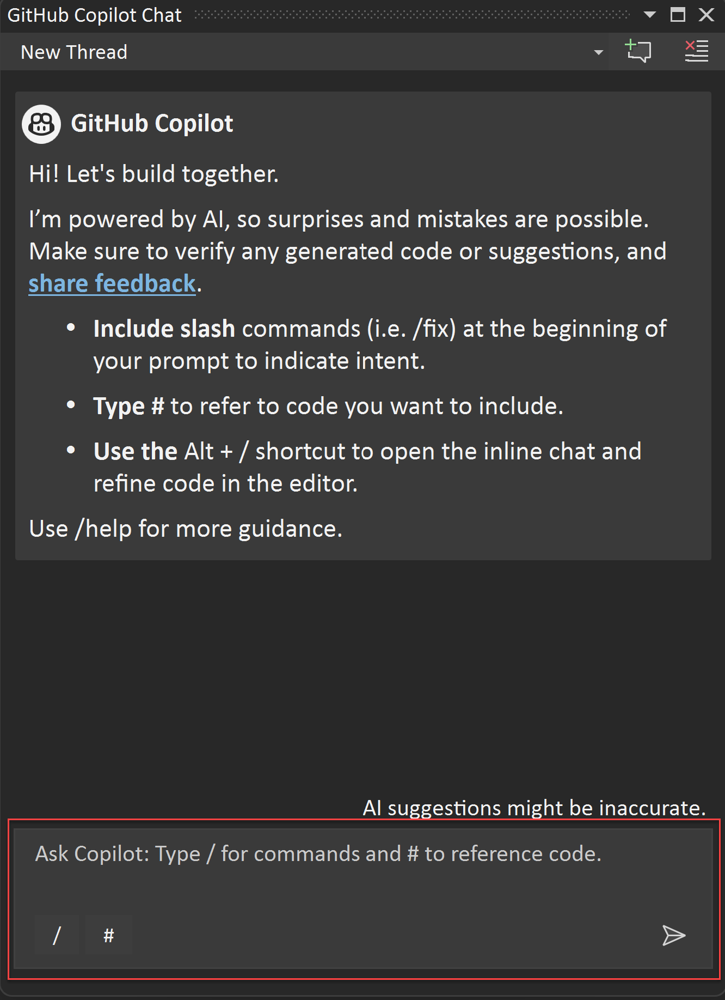 GitHub Copilot Chat
New Thread
GitHub Copilot
Hi! Let's build together.
I’m powered by AI, so surprises and mistakes are possible.
Make sure to verify any generated code or suggestions, and
share feedback.
• Include slash commands (i.e. /fix) at the beginning of
your prompt to indicate intent.
• Type # to refer to code you want to include.
• Use the Alt + / shortcut to open the inline chat and
refine code in the editor.
Use /help for more guidance.
AI suggestions might be inaccurate.
Ask Copilot: Type / for commands and # to reference code.
/ #